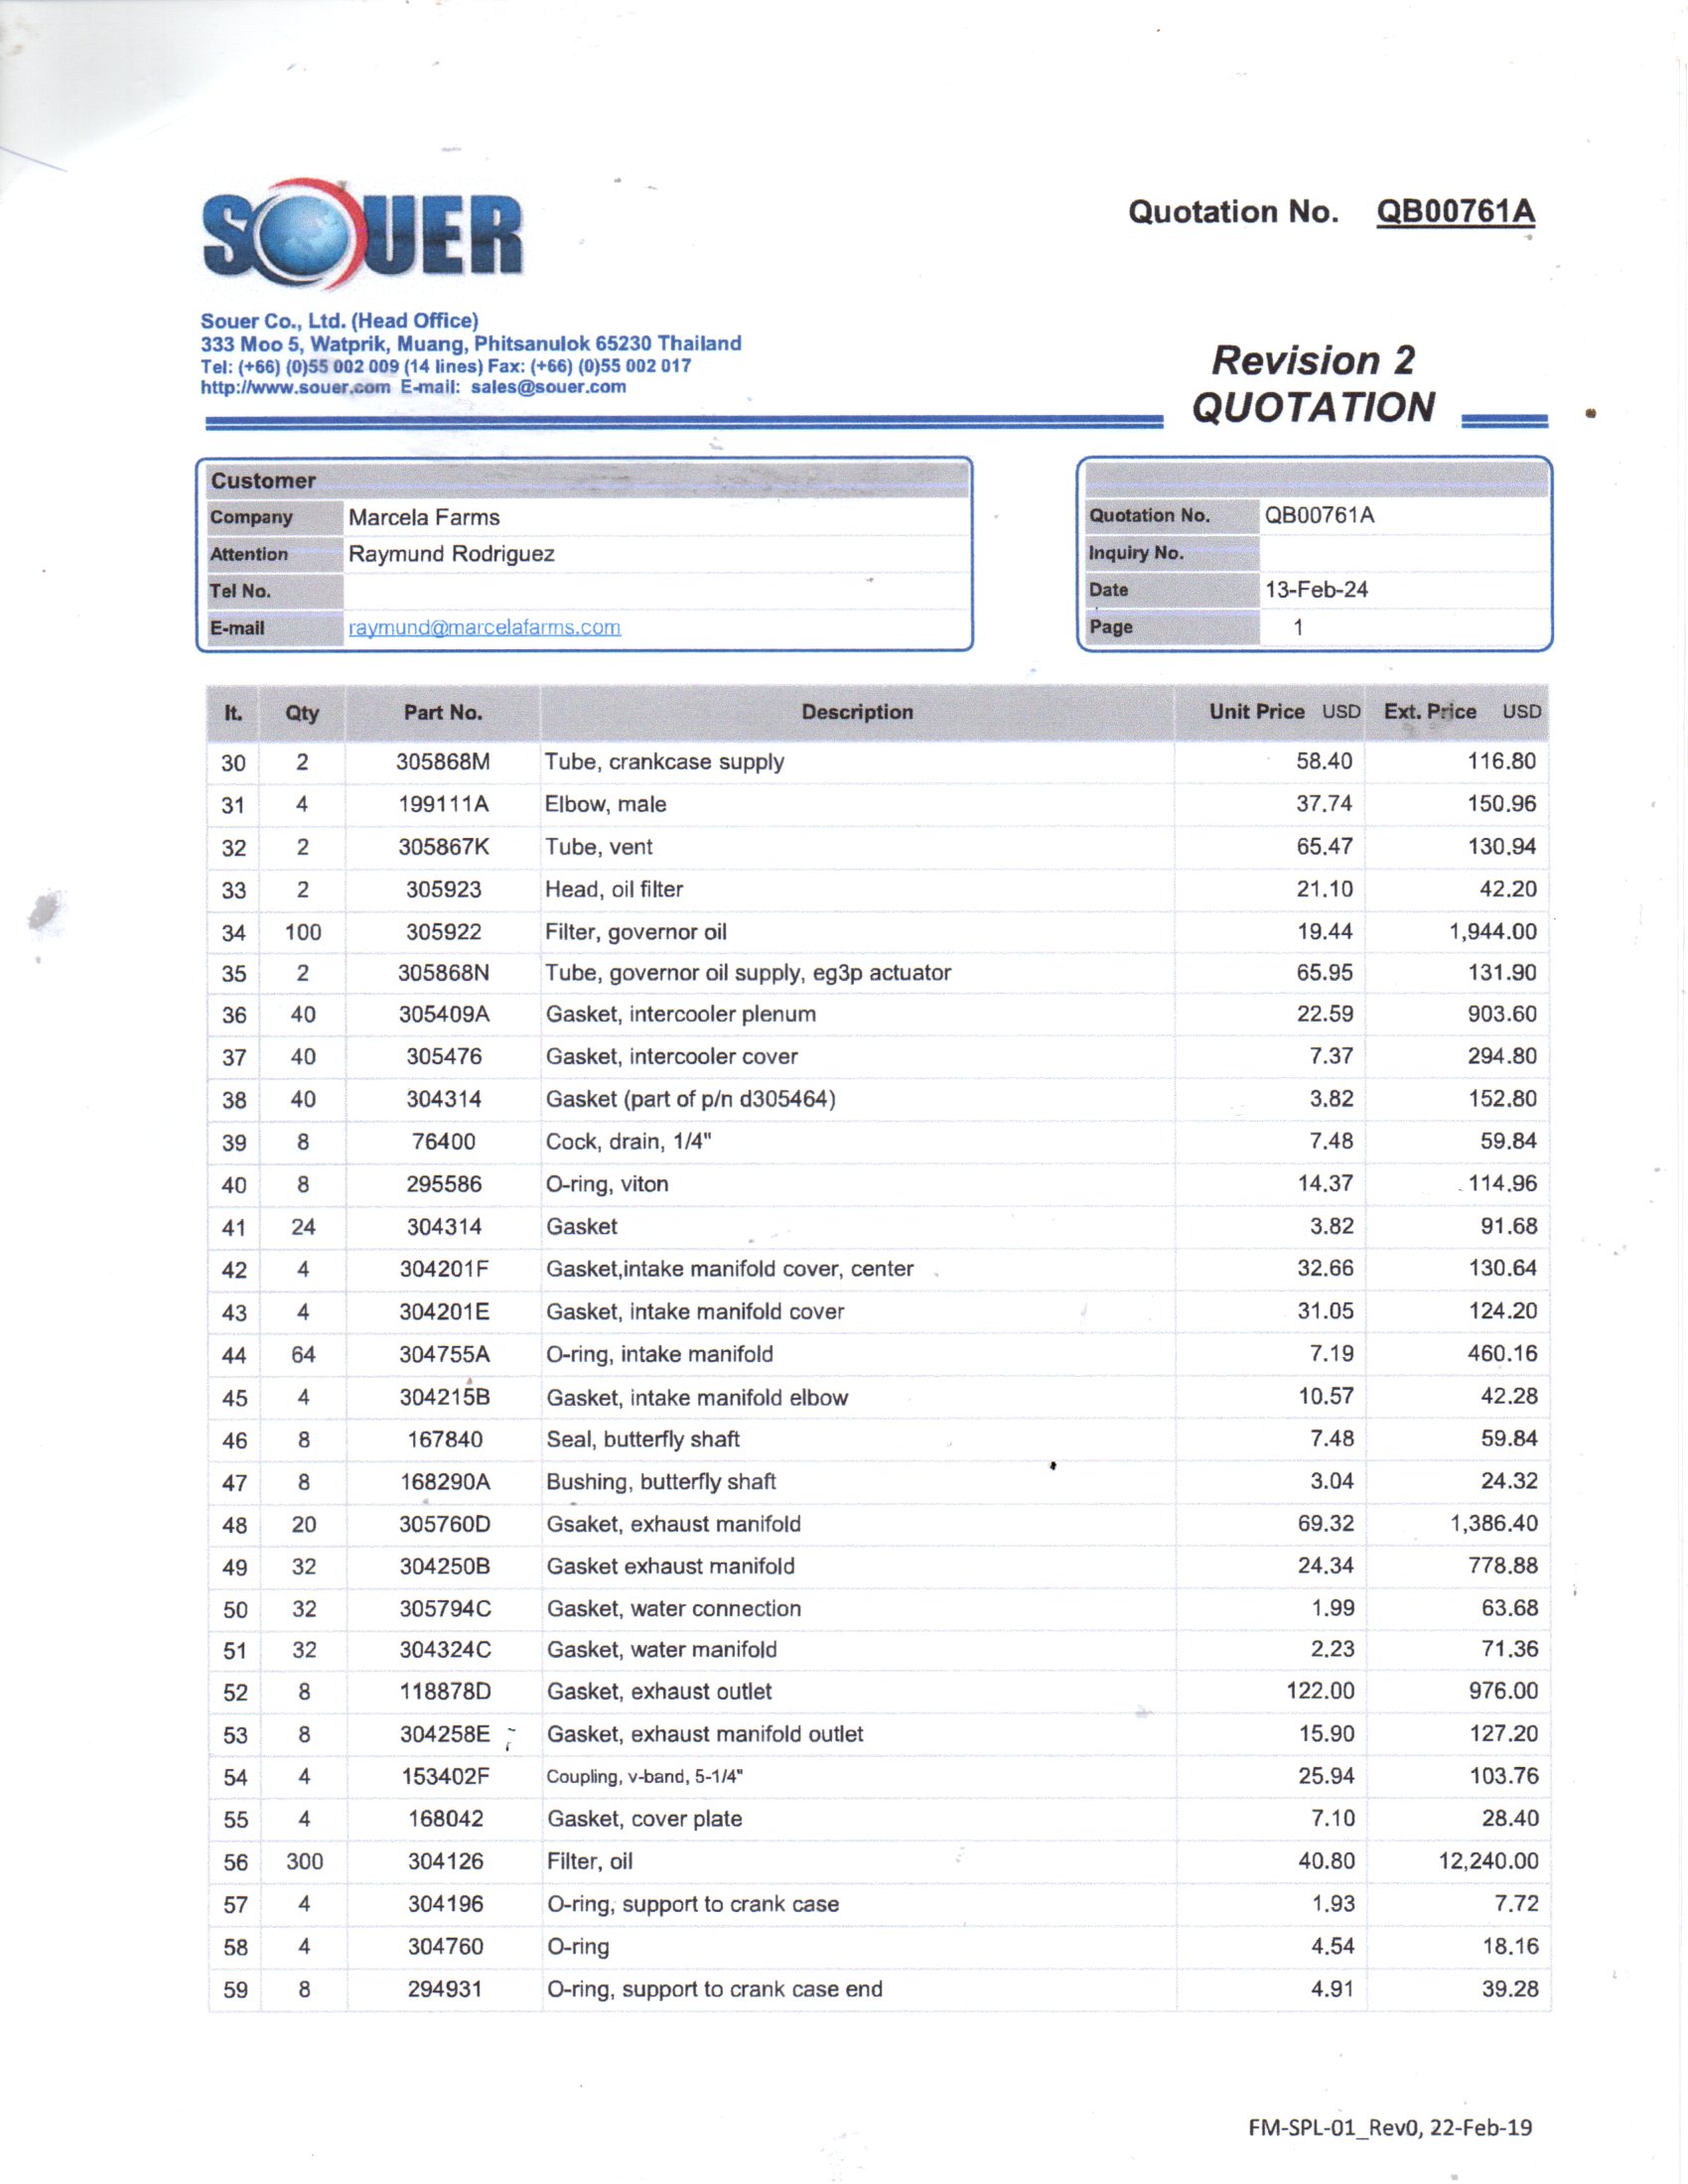 SOUER
Quotation No. QB00761A
Souer Co., Ltd. (Head Office)
333 Moo 5, Watprik, Muang, Phitsanulok 65230 Thailand
Tel: (+66) (0)55 002 009 (14 lines) Fax: (+66) (0)55 002 017
http://www.souer.com E-mail: sales@souer.com
Revision 2
QUOTATION
Customer
Company Marcela Farms
Attention Raymund Rodriguez
Tel No.
E-mail raymund@marcelafarms.com
Quotation No. QB00761A
Inquiry No.
Date 13-Feb-24
Page 1
It. Qty Part No. Description Unit Price USD Ext. Price USD
30 2 305868M Tube, crankcase supply 58.40 116.80
31 4 199111A Elbow, male 37.74 150.96
32 2 305867K Tube, vent 65.47 130.94
33 2 305923 Head, oil filter 21.10 42.20
34 100 305922 Filter, governor oil 19.44 1,944.00
35 2 305868N Tube, governor oil supply, eg3p actuator 65.95 131.90
36 40 305409A Gasket, intercooler plenum 22.59 903.60
37 40 305476 Gasket, intercooler cover 7.37 294.80
38 40 304314 Gasket (part of p/n d305464) 3.82 152.80
39 8 76400 Cock, drain, 1/4" 7.48 59.84
40 8 295586 O-ring, viton 14.37 114.96
41 24 304314 Gasket 3.82 91.68
42 4 304201F Gasket,intake manifold cover, center 32.66 130.64
43 4 304201E Gasket, intake manifold cover 31.05 124.20
44 64 304755A O-ring, intake manifold 7.19 460.16
45 4 304215B Gasket, intake manifold elbow 10.57 42.28
46 8 167840 Seal, butterfly shaft 7.48 59.84
47 8 168290A Bushing, butterfly shaft 3.04 24.32
48 20 305760D Gsaket, exhaust manifold 69.32 1,386.40
49 32 304250B Gasket exhaust manifold 24.34 778.88
50 32 305794C Gasket, water connection 1.99 63.68
51 32 304324C Gasket, water manifold 2.23 71.36
52 8 118878D Gasket, exhaust outlet 122.00 976.00
53 8 304258E Gasket, exhaust manifold outlet 15.90 127.20
54 4 153402F Coupling, v-band, 5-1/4" 25.94 103.76
55 4 168042 Gasket, cover plate 7.10 28.40
56 300 304126 Filter, oil 40.80 12,240.00
57 4 304196 O-ring, support to crank case 1.93 7.72
58 4 304760 O-ring 4.54 18.16
59 8 294931 O-ring, support to crank case end 4.91 39.28
FM-SPL-01_Rev0, 22-Feb-19